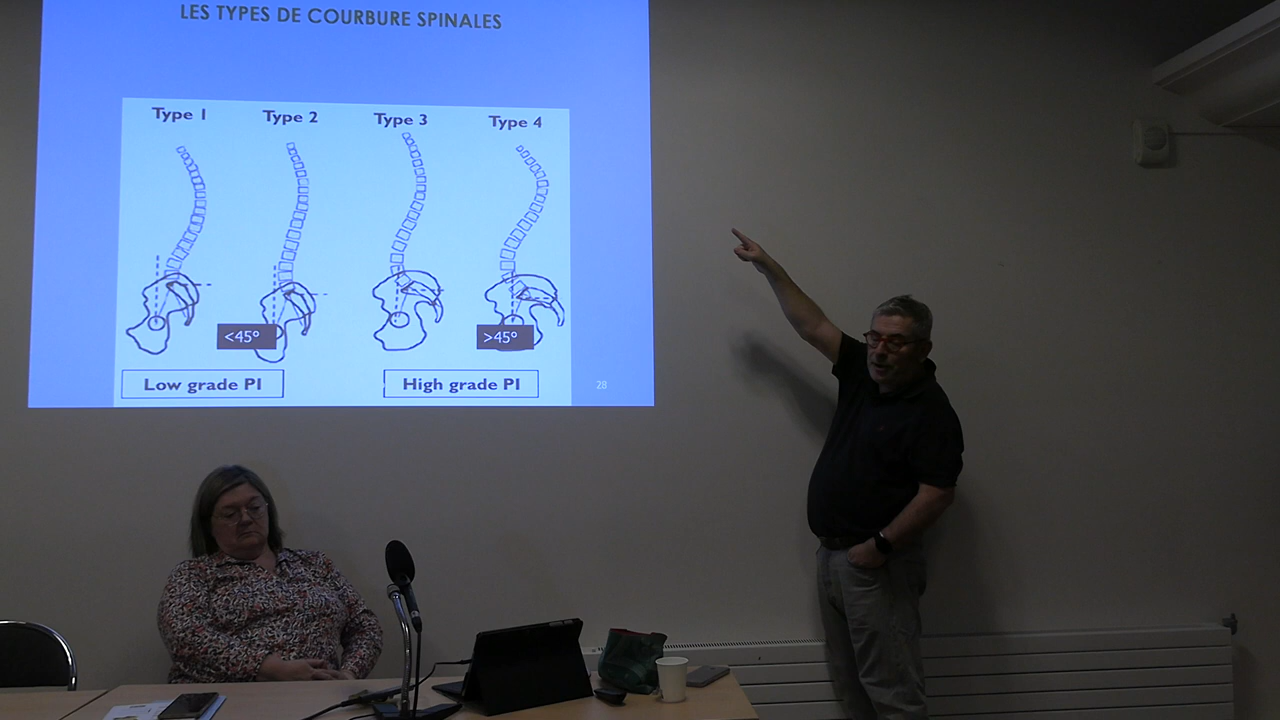 LES TYPES DE COURBURE SPINALES
Type 1 Type 2 Type 3 Type 4
<45° >45°
Low grade PI High grade PI
28